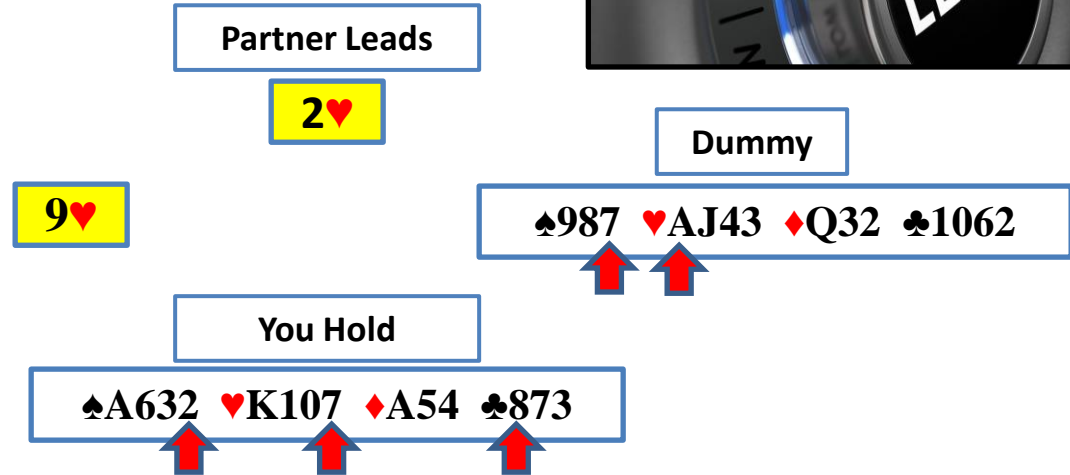 Partner Leads
2♥
Dummy
9♥
♠987 ♥AJ43 ♦Q32 ♣1062
You Hold
♠A632 ♥K107 ♦A54 ♣873